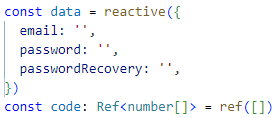 const data = reactive({
  email: '',
  password: '',
  passwordRecovery: '',
})
const code: Ref<number[]> = ref([])